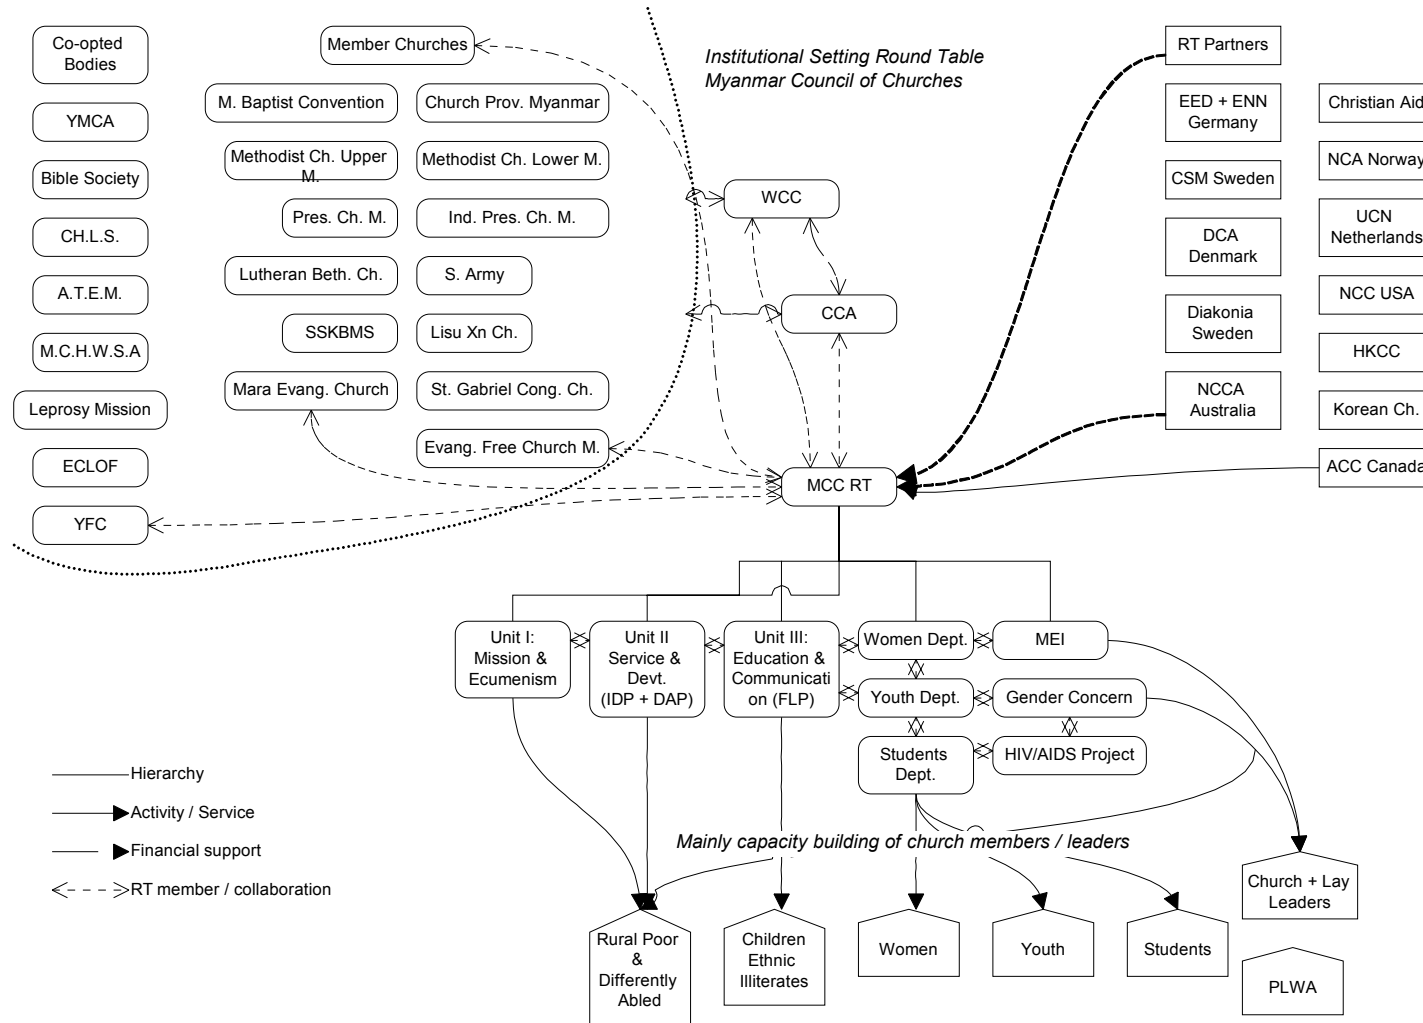 Institutional Setting Round Table
Myanmar Council of Churches
Co-opted
Bodies
YMCA
Bible Society
CH.L.S.
A.T.E.M.
M.C.H.W.S.A
Leprosy Mission
ECLOF
YFC
Member Churches
M. Baptist Convention
Church Prov. Myanmar
Methodist Ch. Upper
M.
Methodist Ch. Lower M.
Pres. Ch. M.
Ind. Pres. Ch. M.
Lutheran Beth. Ch.
S. Army
SSKBMS
Lisu Xn Ch.
Mara Evang. Church
St. Gabriel Cong. Ch.
Evang. Free Church M.
WCC
CCA
MCC RT
RT Partners
EED + ENN
Germany
CSM Sweden
DCA
Denmark
Diakonia
Sweden
NCCA
Australia
Christian Aid
NCA Norway
UCN
Netherlands
NCC USA
HKCC
Korean Ch.
ACC Canada
Unit I:
Mission &
Ecumenism
Unit II
Service &
Devt.
(IDP + DAP)
Unit III:
Education &
Communicati
on (FLP)
Women Dept.
MEI
Youth Dept.
Gender Concern
Students
Dept.
HIV/AIDS Project
Hierarchy
Activity / Service
Financial support
RT member / collaboration
Mainly capacity building of church members / leaders
Rural Poor
&
Differently
Abled
Children
Ethnic
Illiterates
Women
Youth
Students
Church + Lay
Leaders
PLWA